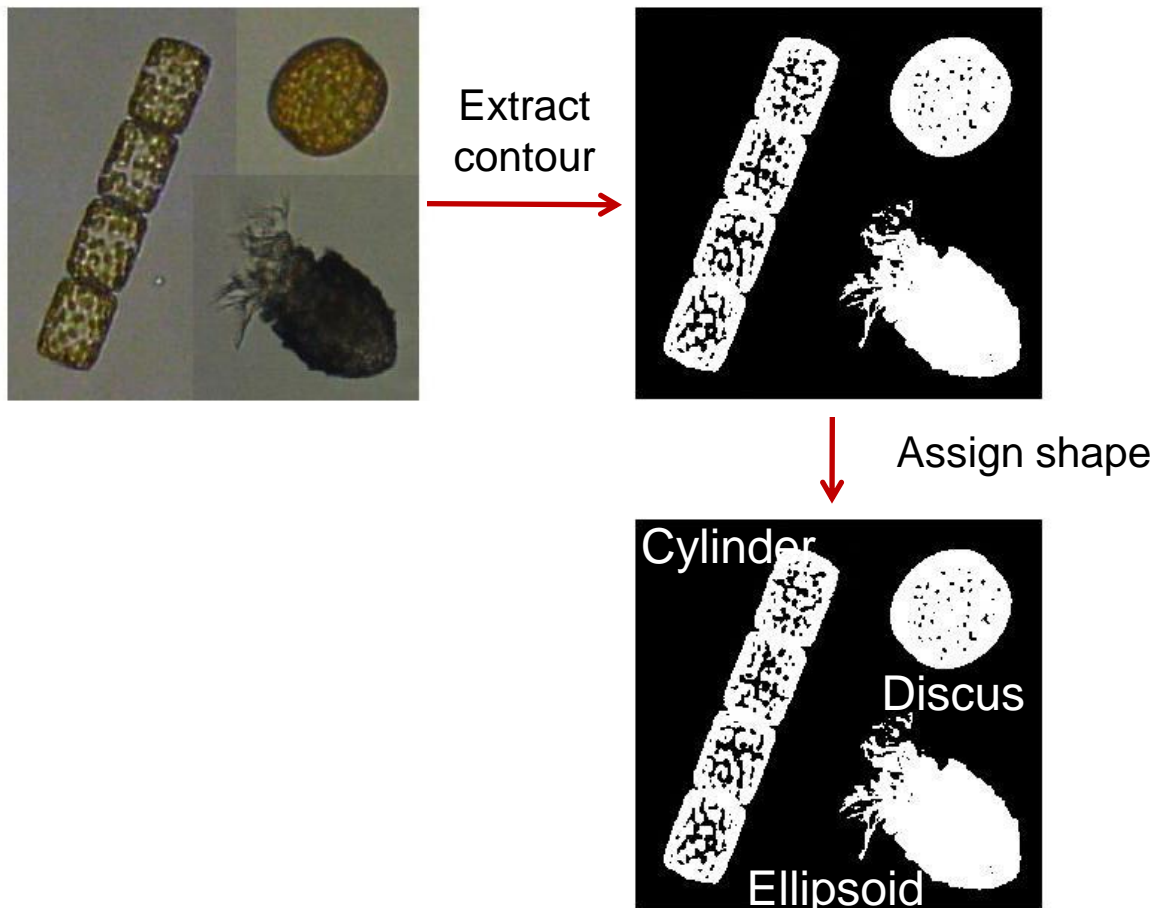 Extract
contour
Assign shape
Cylinder
Discus
Ellipsoid